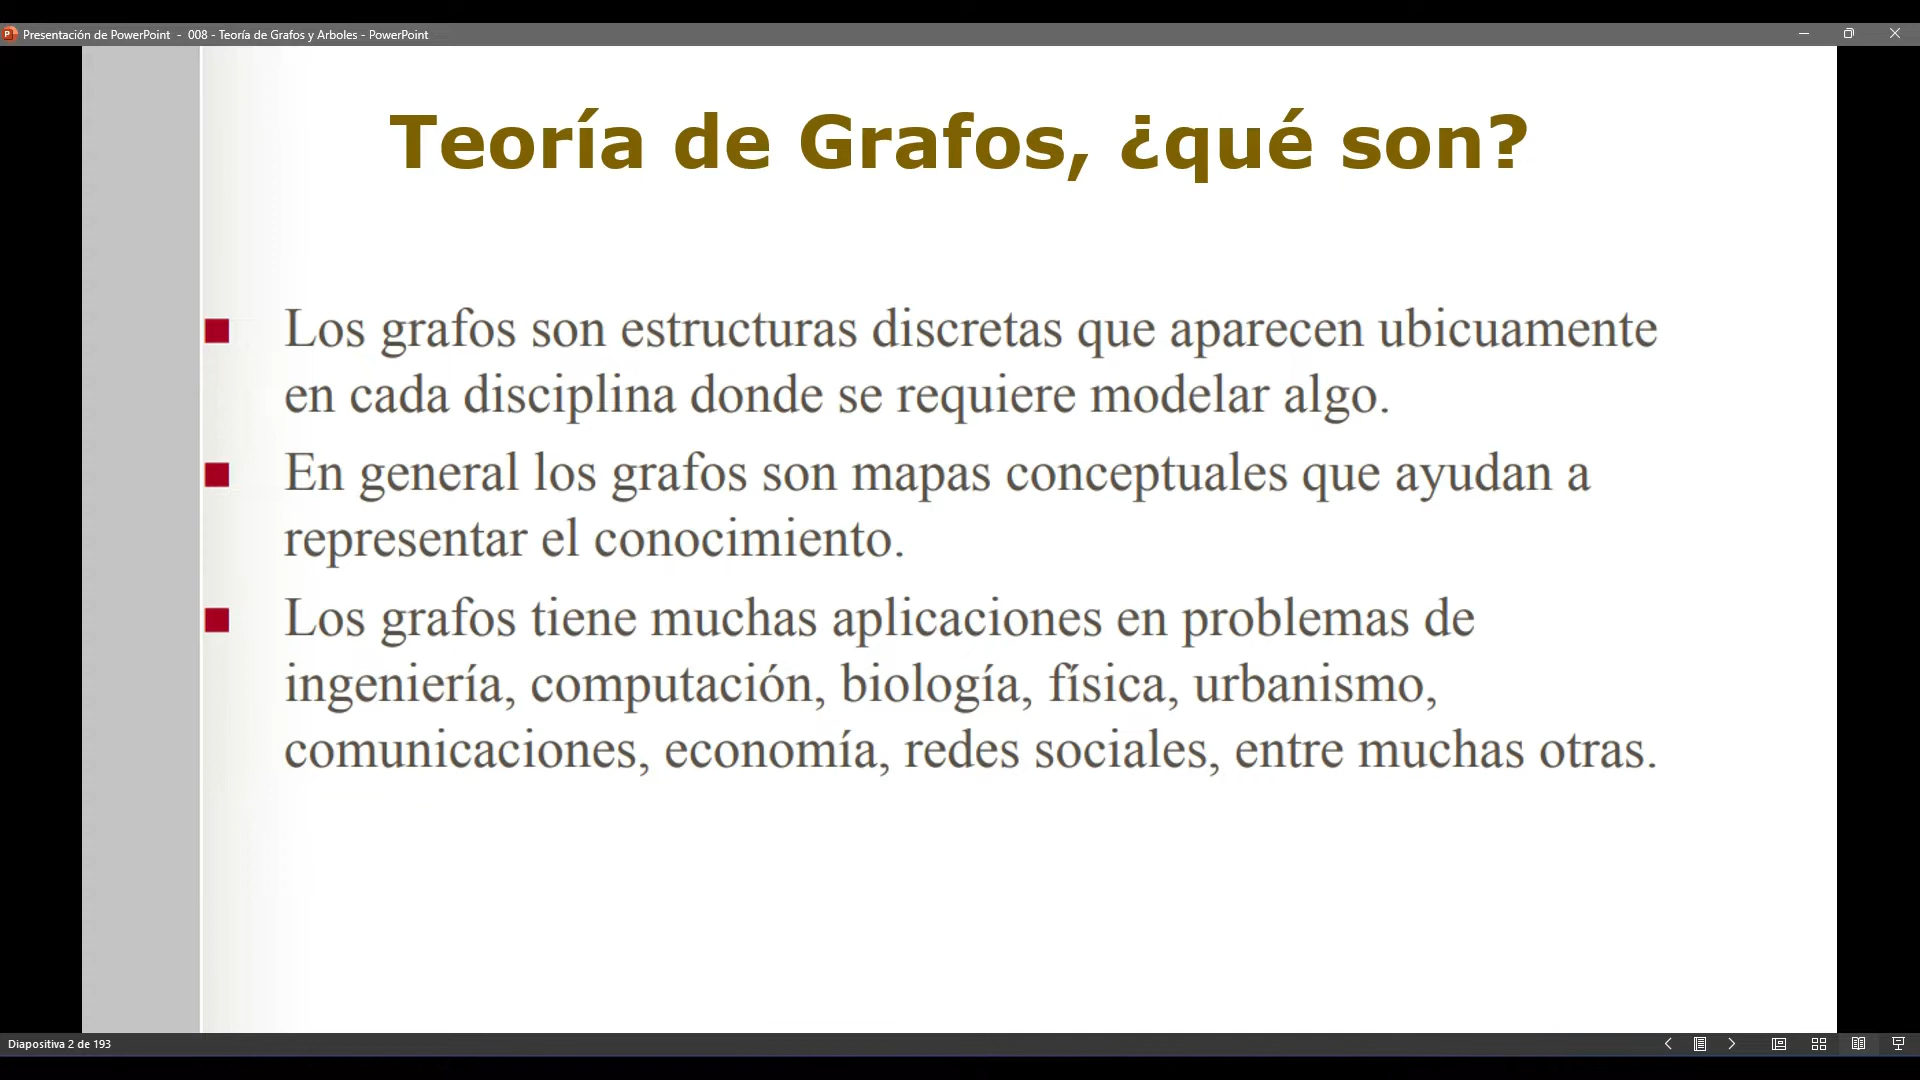 Presentación de PowerPoint - 008 - Teoría de Grafos y Arboles - PowerPoint
Teoría de Grafos, ¿qué son?
Los grafos son estructuras discretas que aparecen ubicuamente
en cada disciplina donde se requiere modelar algo.
En general los grafos son mapas conceptuales que ayudan a
representar el conocimiento.
Los grafos tiene muchas aplicaciones en problemas de
ingeniería, computación, biología, física, urbanismo,
comunicaciones, economía, redes sociales, entre muchas otras.
Diapositiva 2 de 193